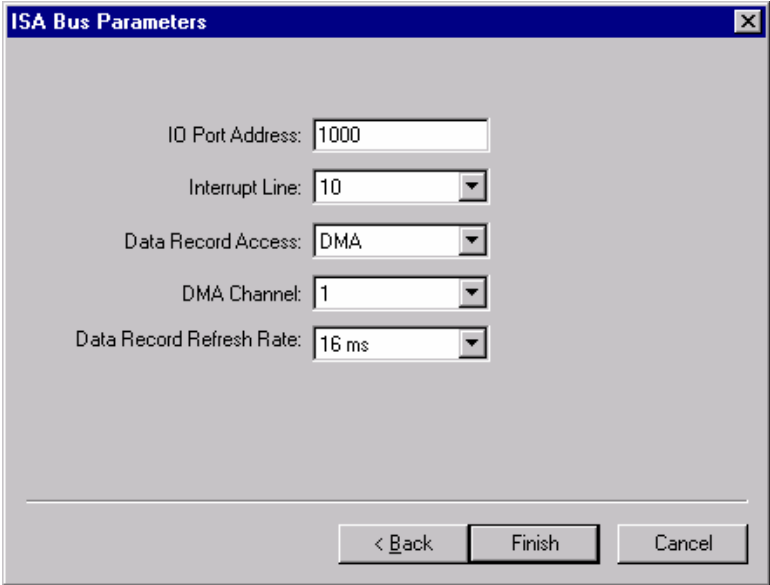 ISA Bus Parameters
IO Port Address: 1000
Interrupt Line: 10
Data Record Access: DMA
DMA Channel: 1
Data Record Refresh Rate: 16 ms
< Back Finish Cancel